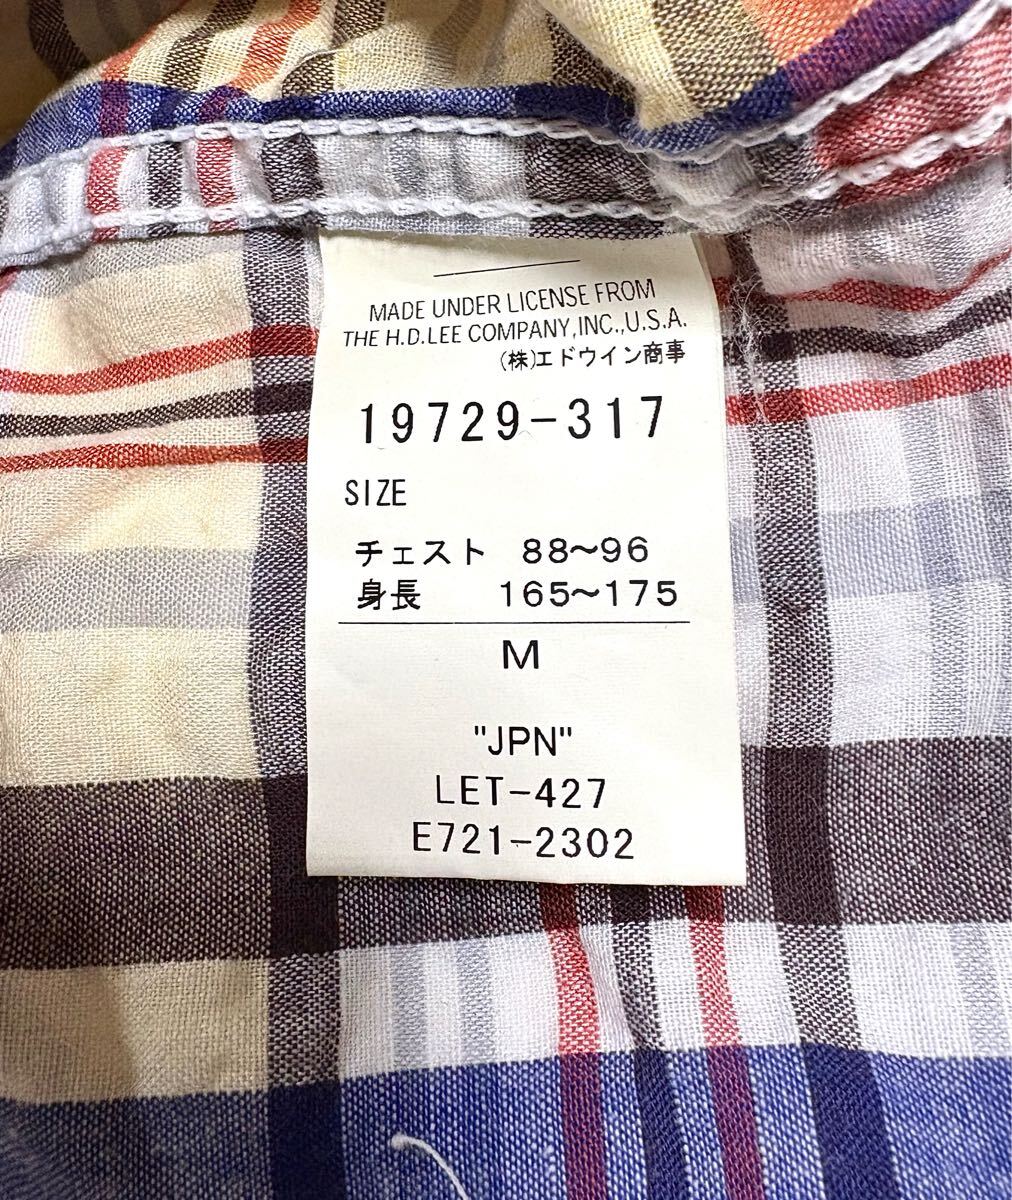 MADE UNDER LICENSE FROM
THE H.D.LEE COMPANY,INC.,U.S.A.
(株)エドウイン商事
19729-317
SIZE
チェスト 88~96
身長 165~175
M
"JPN"
LET-427
E721-2302